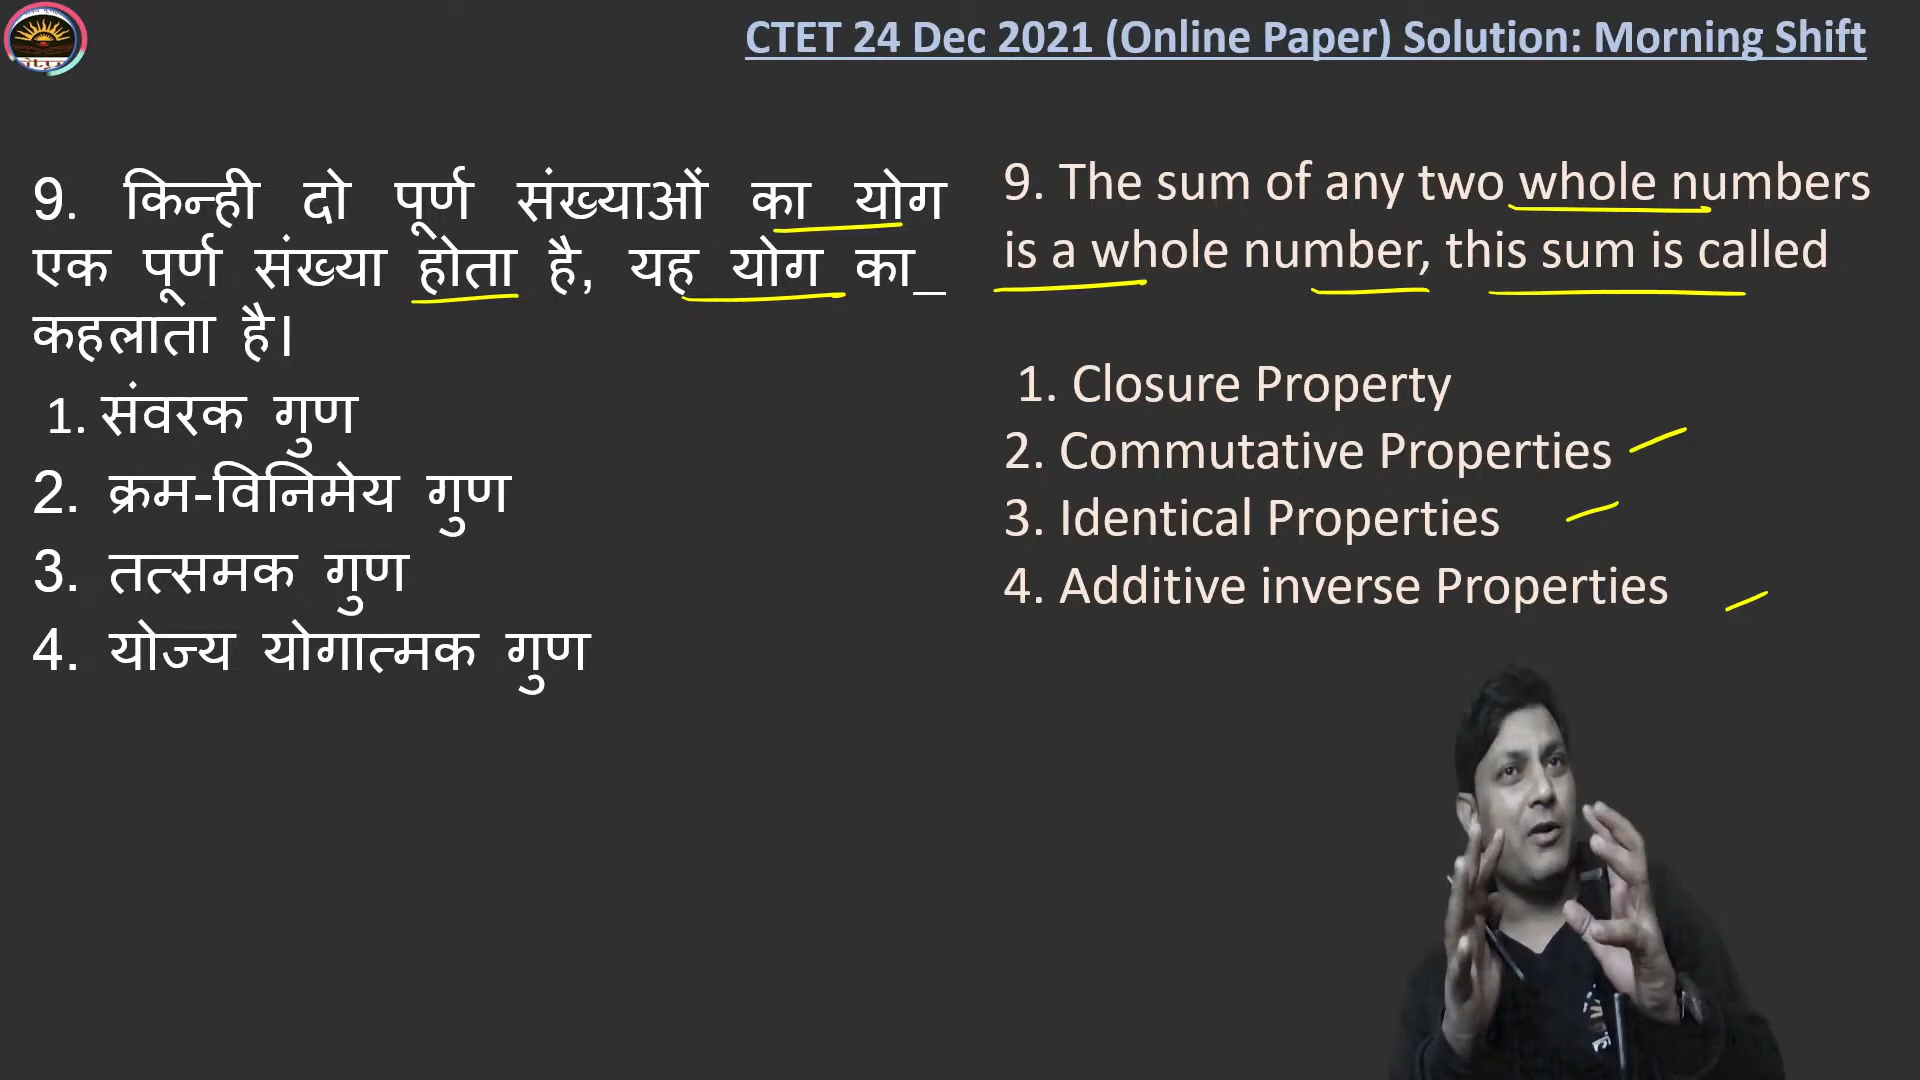 CTET 24 Dec 2021 (Online Paper) Solution: Morning Shift
9. किन्ही दो पूर्ण संख्याओं का योग
एक पूर्ण संख्या होता है, यह योग का_
कहलाता है।
1. संवरक गुण
2. क्रम-विनिमेय गुण
3. तत्समक गुण
4. योज्य योगात्मक गुण
9. The sum of any two whole numbers
is a whole number, this sum is called
1. Closure Property
2. Commutative Properties
3. Identical Properties
4. Additive inverse Properties